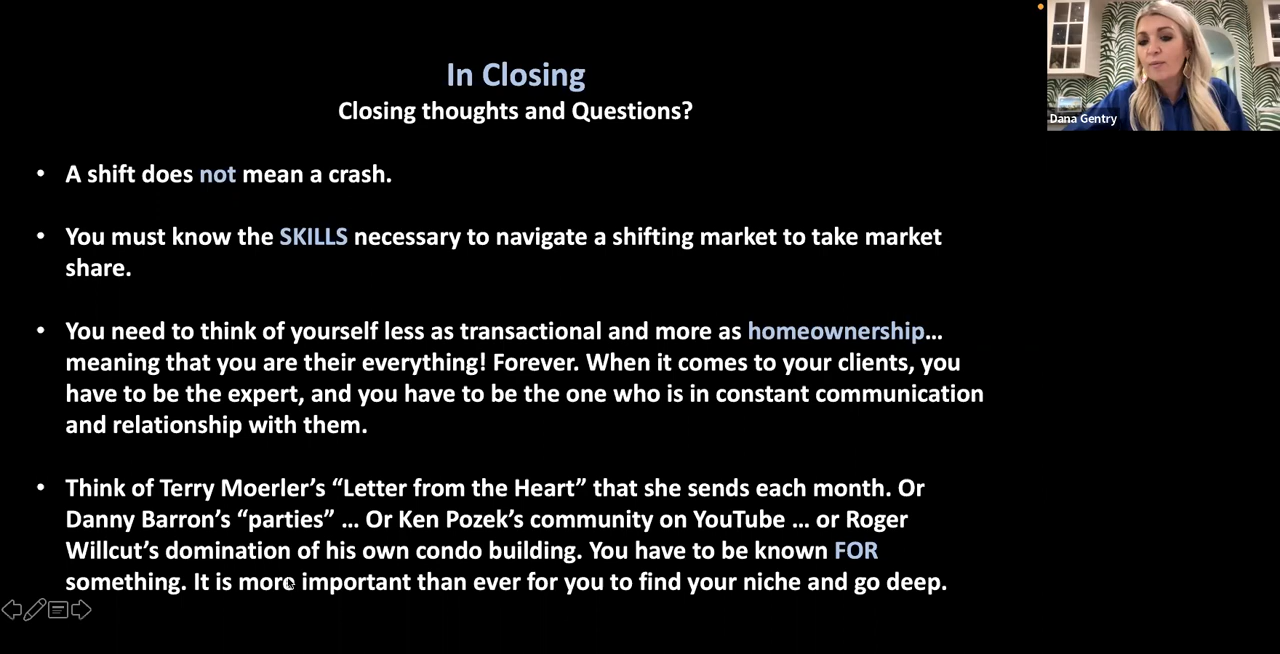 In Closing
Closing thoughts and Questions?
Dana Gentry
• A shift does not mean a crash.
• You must know the SKILLS necessary to navigate a shifting market to take market
share.
• You need to think of yourself less as transactional and more as homeownership…
meaning that you are their everything! Forever. When it comes to your clients, you
have to be the expert, and you have to be the one who is in constant communication
and relationship with them.
• Think of Terry Moerler’s “Letter from the Heart” that she sends each month. Or
Danny Barron’s “parties” … Or Ken Pozek’s community on YouTube … or Roger
Willcut’s domination of his own condo building. You have to be known FOR
something. It is more important than ever for you to find your niche and go deep.